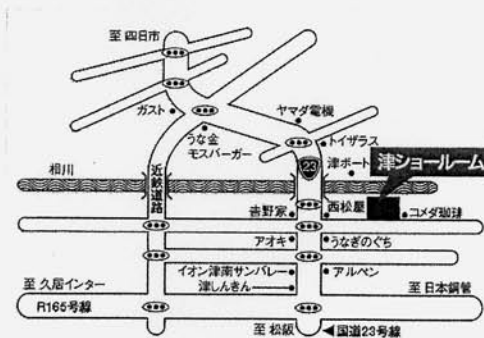 至 四日市
ガスト
うな金
モスバーガー
ヤマダ電機
トイザラス
23
津ボート
津ショールーム
相川
近鉄道路
吉野家
西松屋
コメダ珈琲
アオキ
うなぎのぐち
イオン津南サンバレー
アルペン
津しんきん
至 久居インター
R165号線
至 日本鋼管
至 松阪
国道23号線